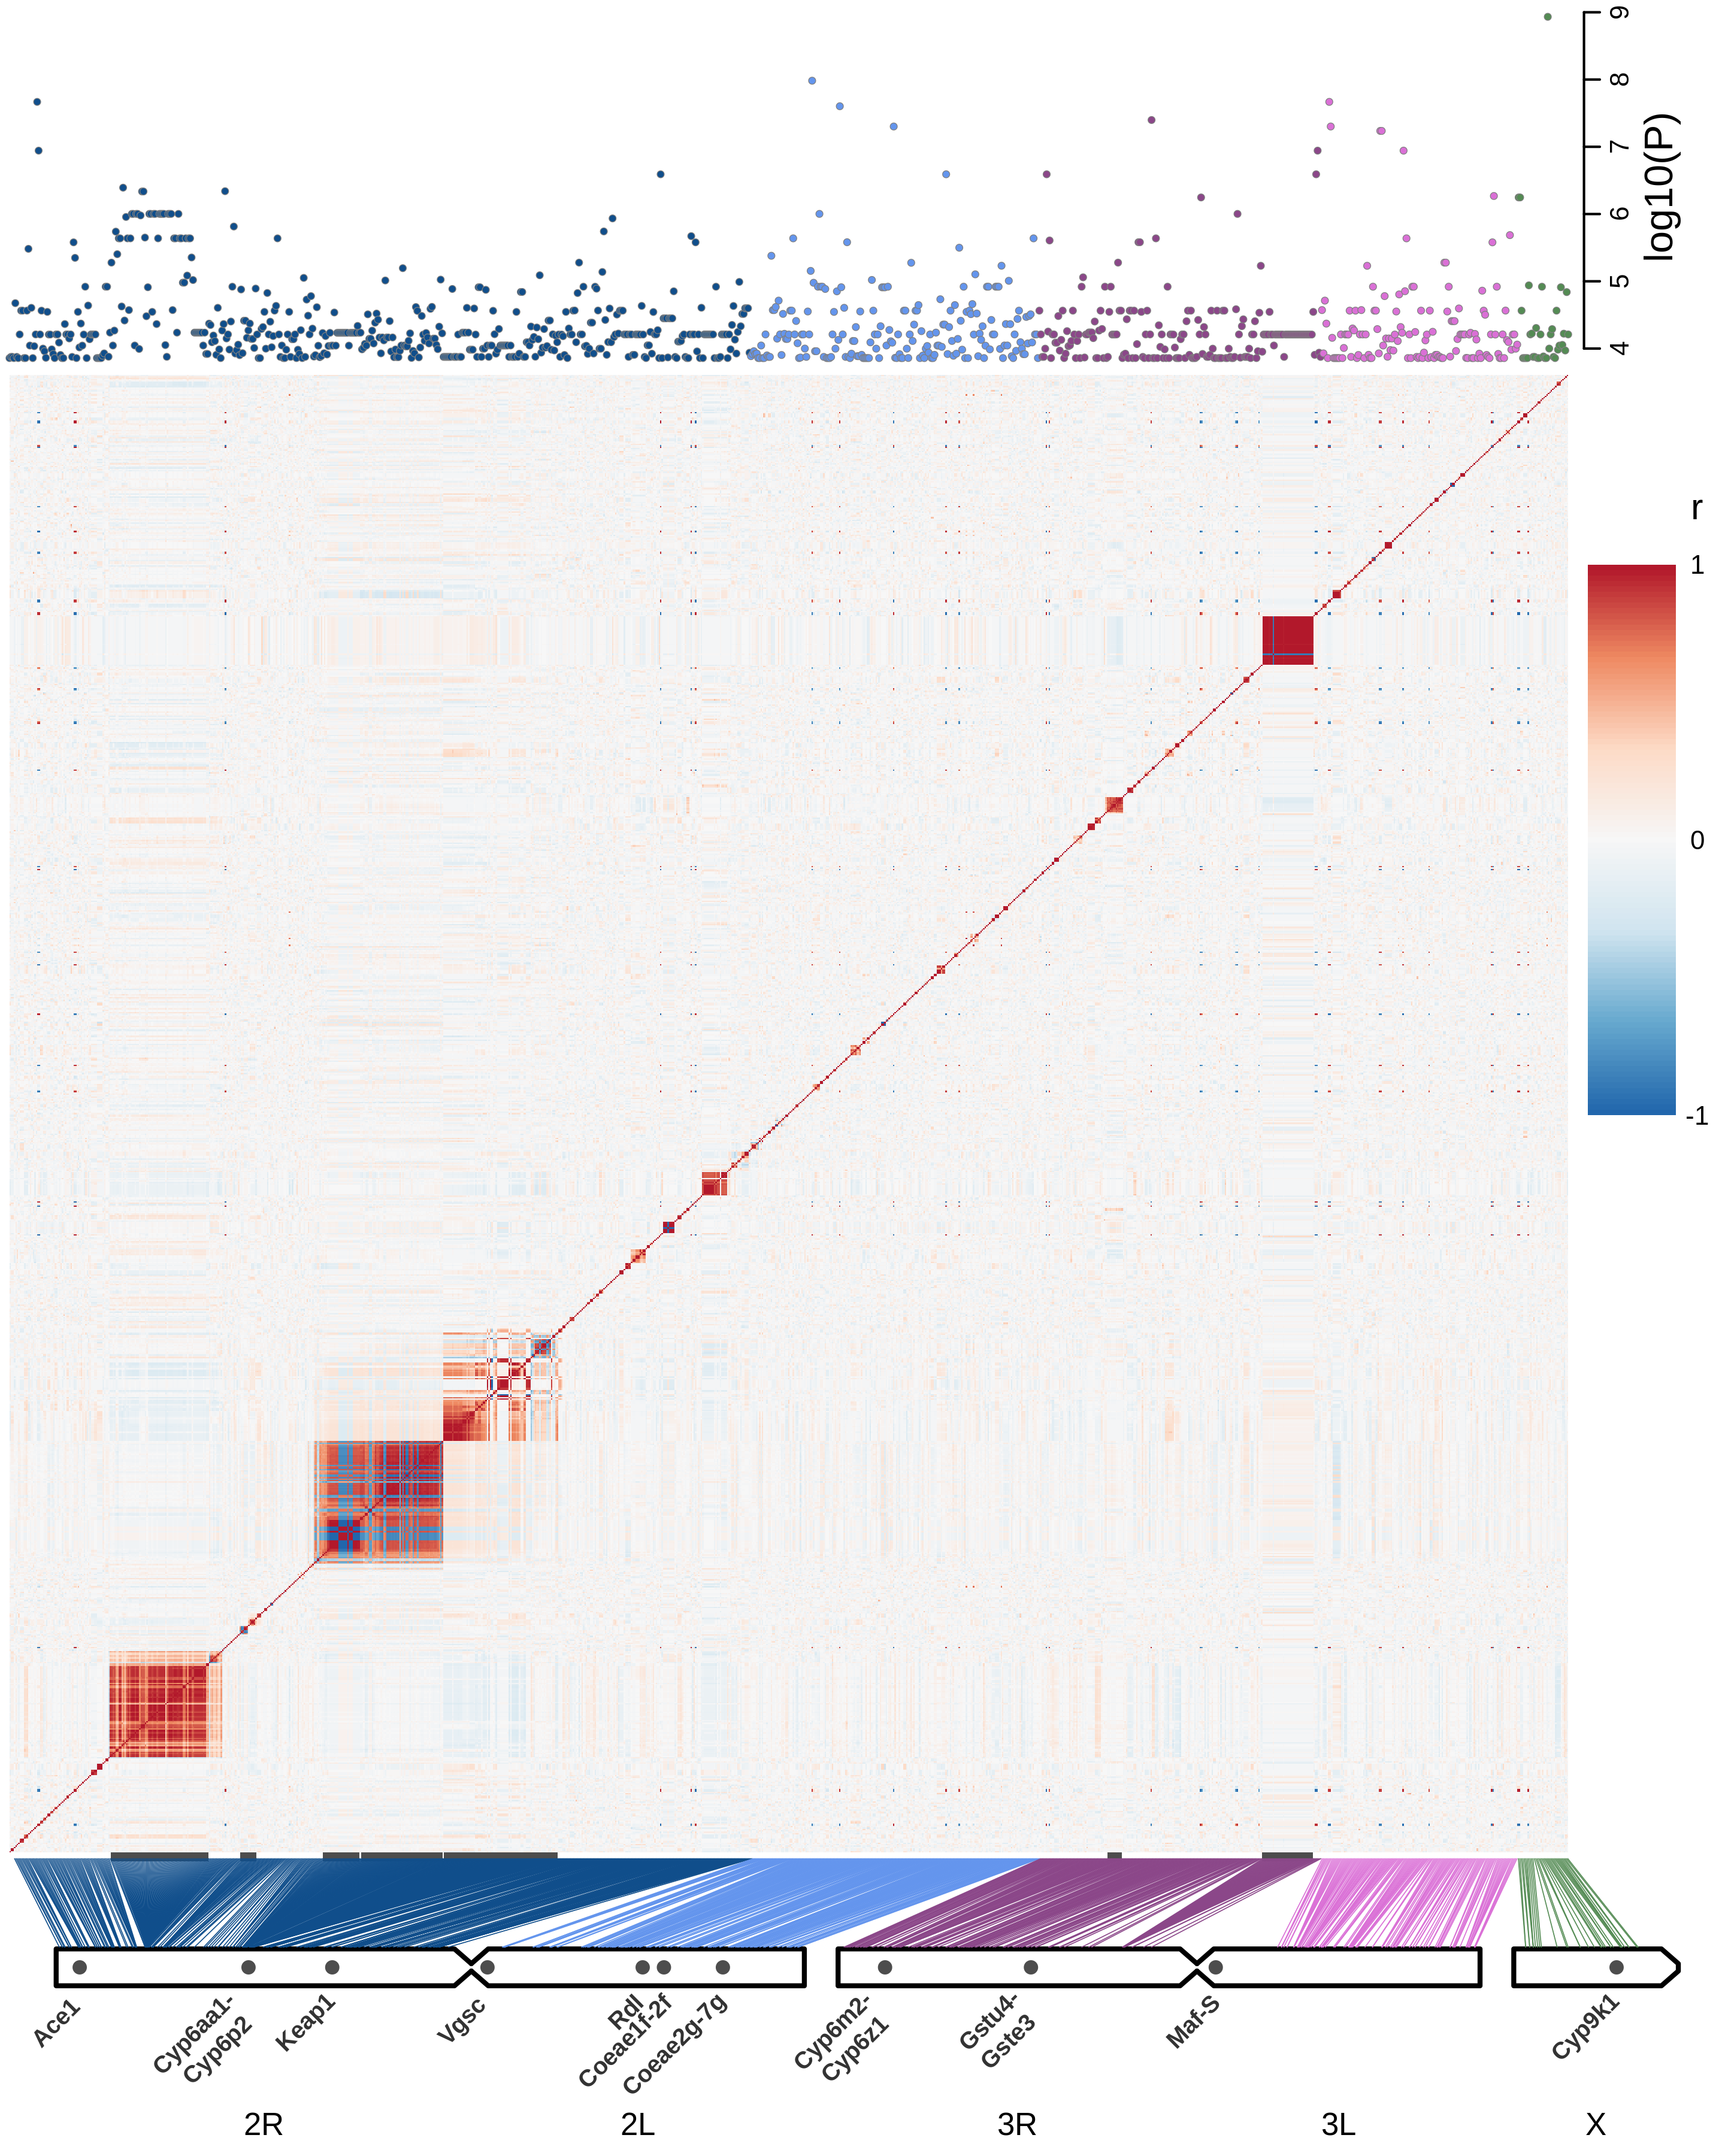 9
8
7
6
5
4
log10(P)
r
1
0
-1
Ace1
Cyp6aa1-
Cyp6p2
Keap1
Vgsc
Rdl
Coeae1f-2f
Coeae2g-7g
Cyp6m2-
Cyp6z1
Gstu4-
Gste3
Maf-S
Cyp9k1
2R
2L
3R
3L
X